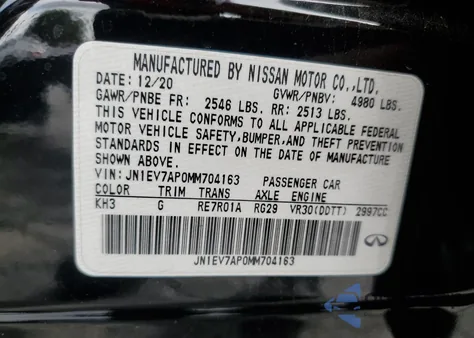 MANUFACTURED BY NISSAN MOTOR CO.,LTD.
DATE: 12/20 GVWR/PNBV: 4980 LBS.
GAWR/PNBE FR: 2546 LBS. RR: 2513 LBS.
THIS VEHICLE CONFORMS TO ALL APPLICABLE FEDERAL
MOTOR VEHICLE SAFETY,BUMPER,AND THEFT PREVENTION
STANDARDS IN EFFECT ON THE DATE OF MANUFACTURE
SHOWN ABOVE.
VIN: JN1EV7AP0MM704163 PASSENGER CAR
COLOR TRIM TRANS AXLE ENGINE
KH3 G RE7R01A RG29 VR30(DDTT) 2997CC
JN1EV7AP0MM704163